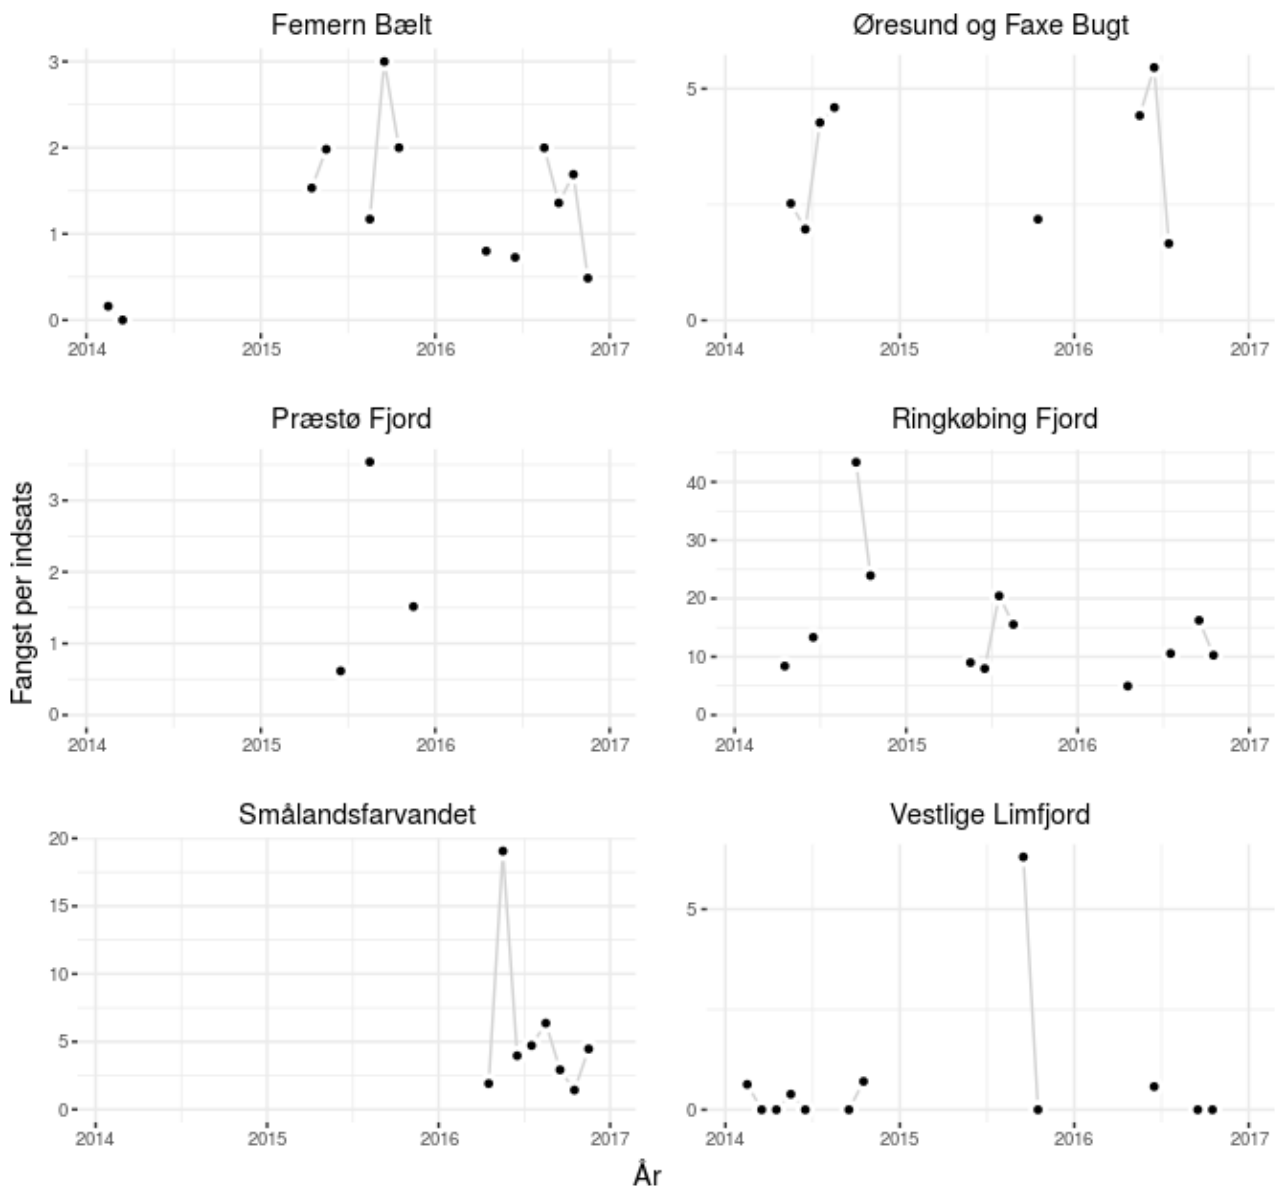 Femern Bælt
3
2
1
0
2014 2015 2016 2017
Øresund og Faxe Bugt
5
0
2014 2015 2016 2017
Fangst per indsats
Præstø Fjord
3
2
1
0
2014 2015 2016 2017
Ringkøbing Fjord
40
30
20
10
0
2014 2015 2016 2017
Smålandsfarvandet
20
15
10
5
0
2014 2015 2016 2017
Vestlige Limfjord
5
0
2014 2015 2016 2017
År